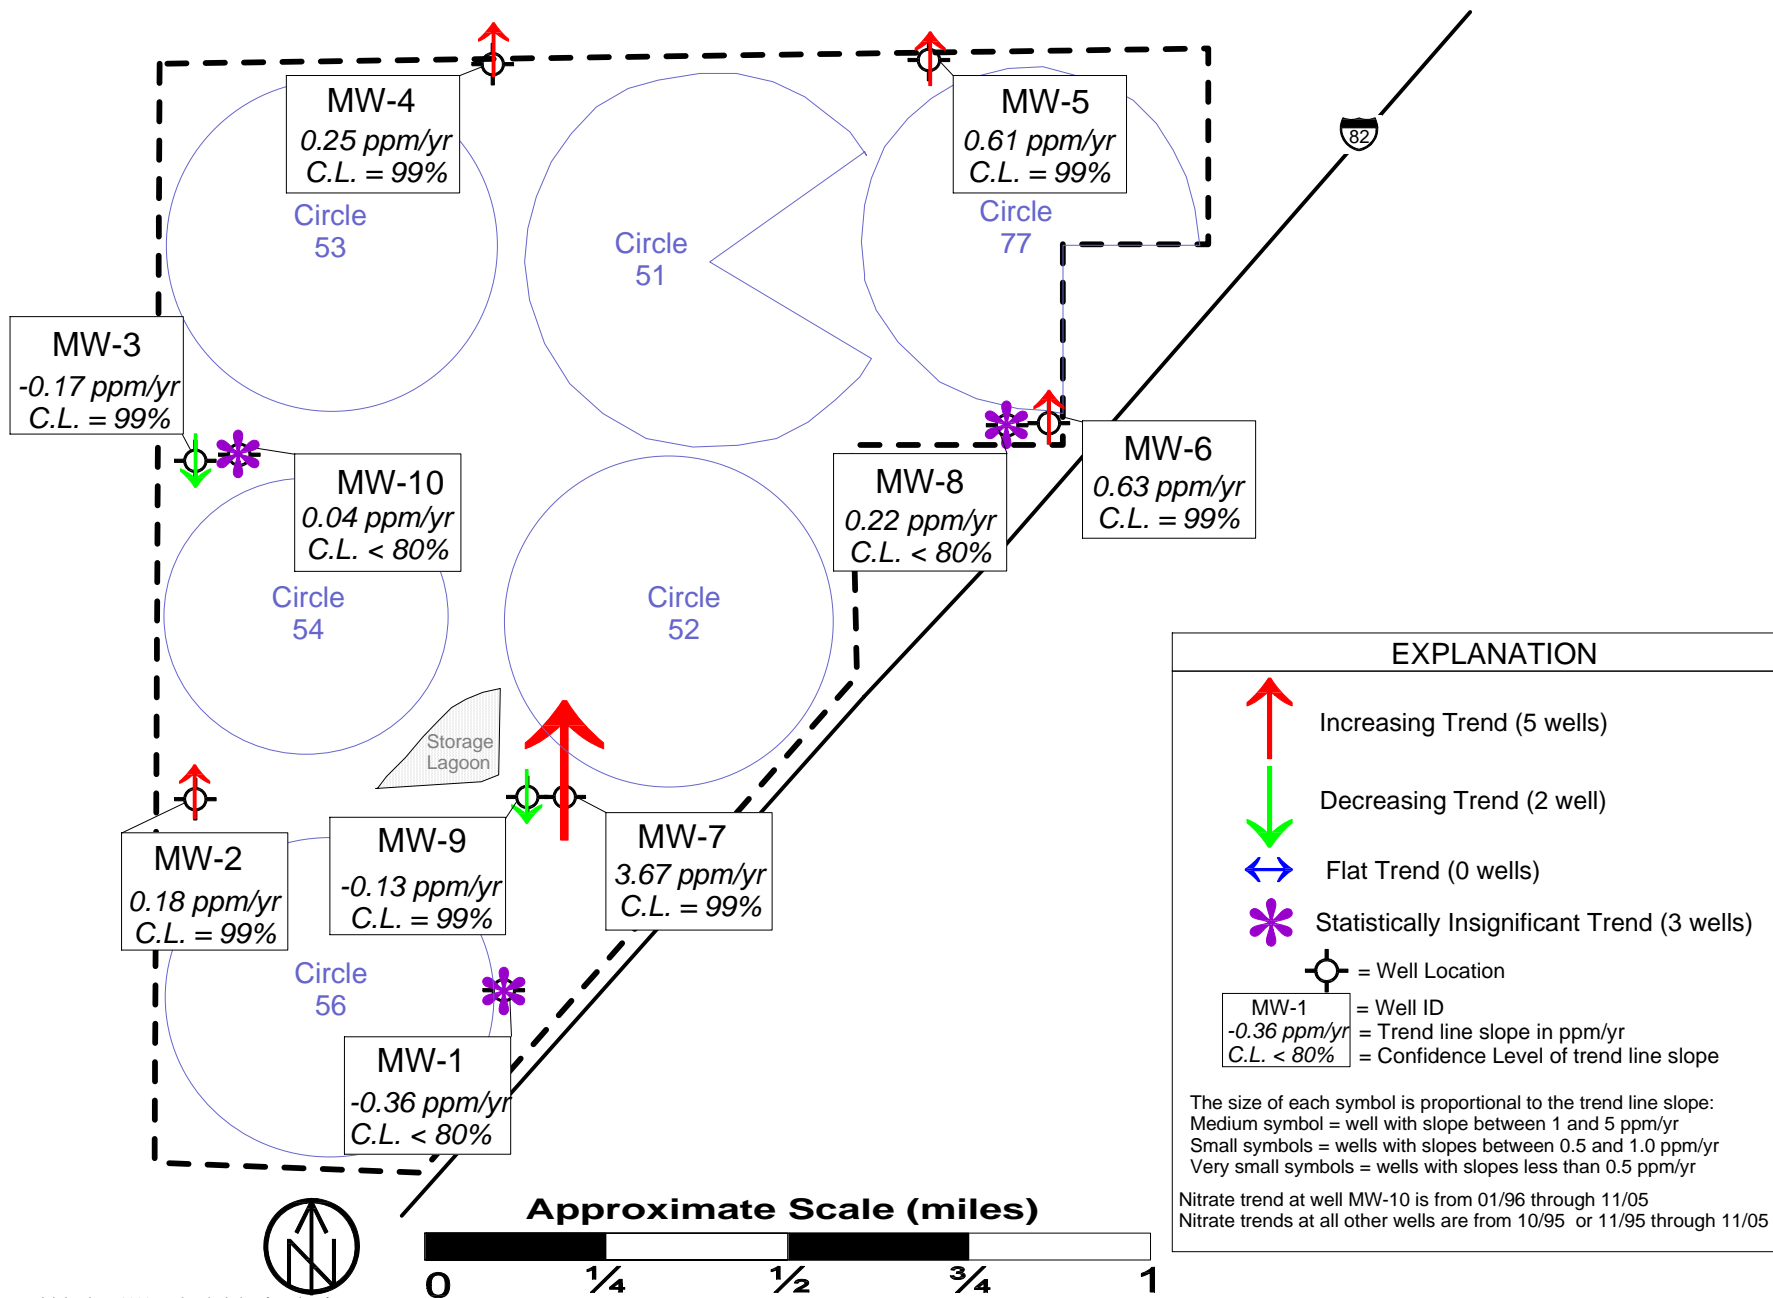 MW-4
0.25 ppm/yr
C.L. = 99%
MW-5
0.61 ppm/yr
C.L. = 99%
82
Circle
53
Circle
51
Circle
77
MW-3
-0.17 ppm/yr
C.L. = 99%
MW-10
0.04 ppm/yr
C.L. < 80%
MW-8
0.22 ppm/yr
C.L. < 80%
MW-6
0.63 ppm/yr
C.L. = 99%
Circle
54
Circle
52
Storage
Lagoon
MW-2
0.18 ppm/yr
C.L. = 99%
MW-9
-0.13 ppm/yr
C.L. = 99%
MW-7
3.67 ppm/yr
C.L. = 99%
Circle
56
MW-1
-0.36 ppm/yr
C.L. < 80%
EXPLANATION
Increasing Trend (5 wells)
Decreasing Trend (2 well)
Flat Trend (0 wells)
Statistically Insignificant Trend (3 wells)
= Well Location
MW-1 = Well ID
-0.36 ppm/yr = Trend line slope in ppm/yr
C.L. < 80% = Confidence Level of trend line slope
The size of each symbol is proportional to the trend line slope:
Medium symbol = well with slope between 1 and 5 ppm/yr
Small symbols = wells with slopes between 0.5 and 1.0 ppm/yr
Very small symbols = wells with slopes less than 0.5 ppm/yr
Nitrate trend at well MW-10 is from 01/96 through 11/05
Nitrate trends at all other wells are from 10/95 or 11/95 through 11/05
N
Approximate Scale (miles)
0 1/4 1/2 3/4 1